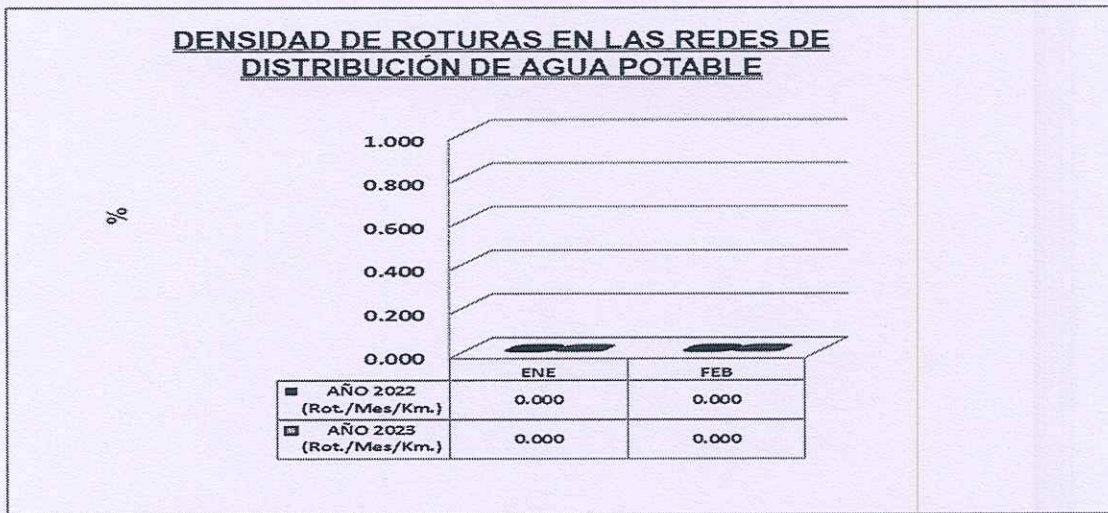 DENSIDAD DE ROTURAS EN LAS REDES DE
DISTRIBUCIÓN DE AGUA POTABLE
%
1.000
0.800
0.600
0.400
0.200
0.000
ENE FEB
AÑO 2022
(Rot./Mes/Km.) 0.000 0.000
AÑO 2023
(Rot./Mes/Km.) 0.000 0.000